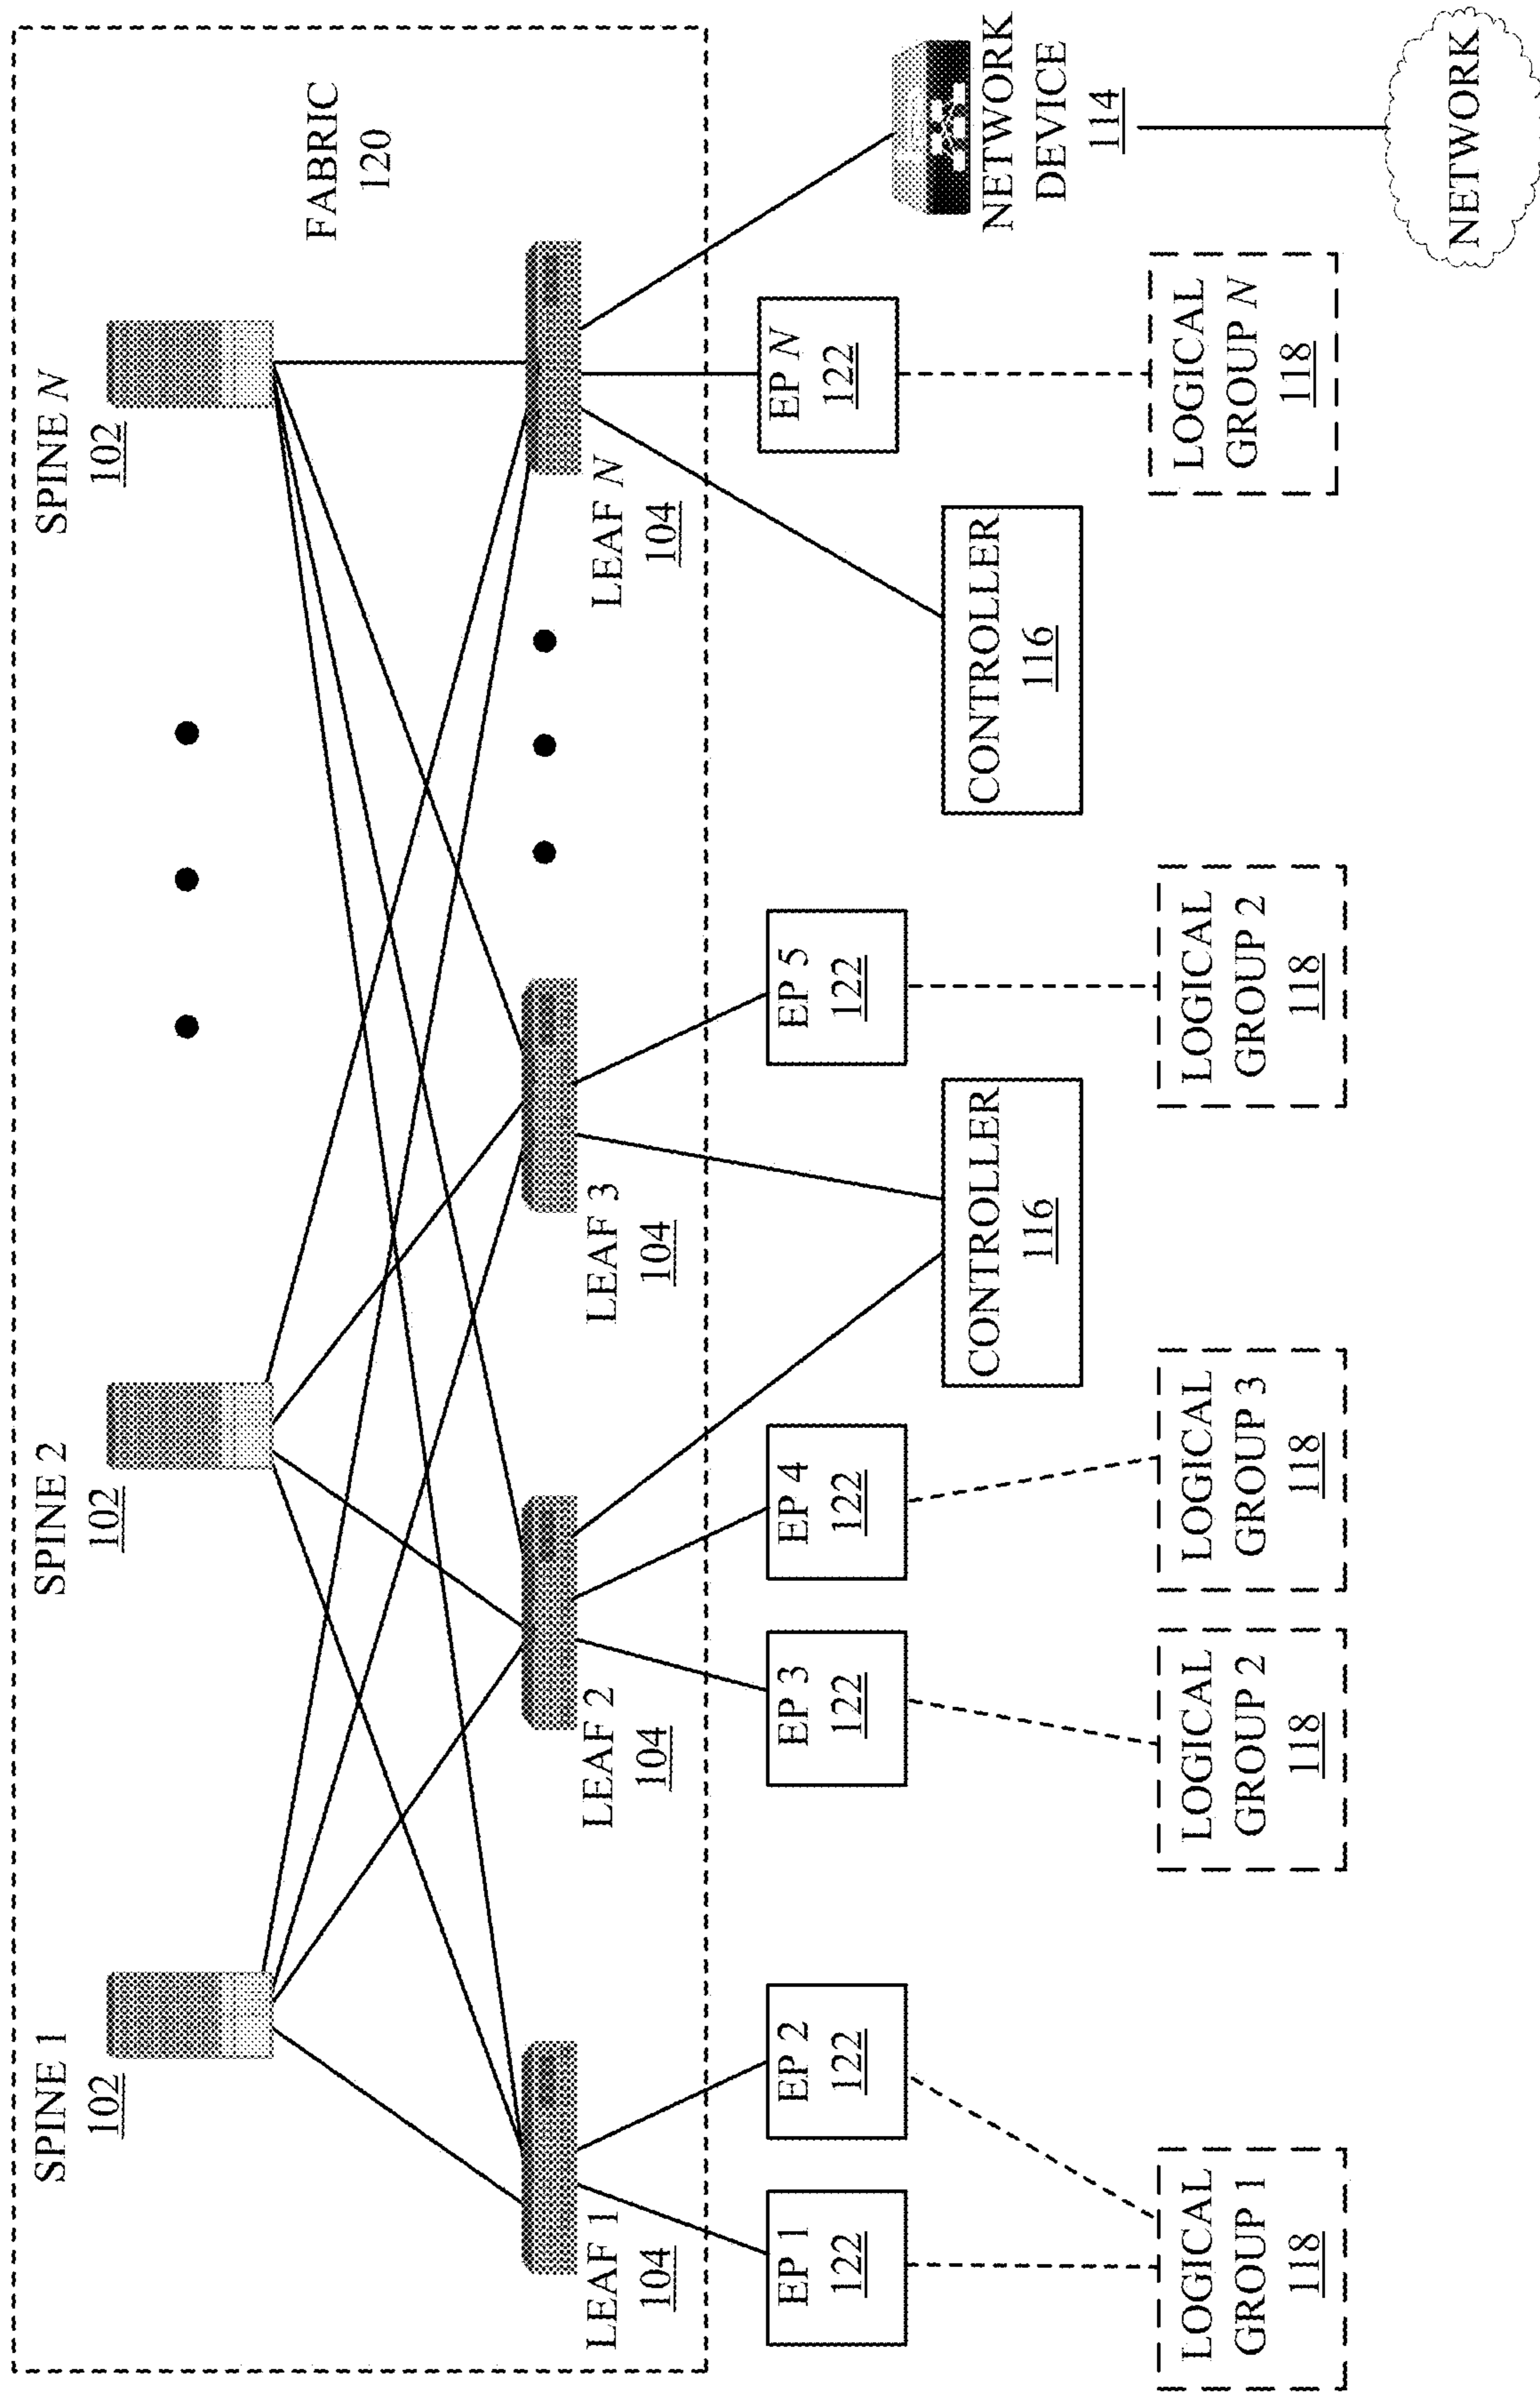 SPINE 1
102
SPINE 2
102
SPINE N
102
FABRIC
120
LEAF 1
104
LEAF 2
104
LEAF 3
104
LEAF N
104
EP 1
122
EP 2
122
EP 3
122
EP 4
122
EP 5
122
EP N
122
CONTROLLER
116
CONTROLLER
116
NETWORK
DEVICE
114
LOGICAL
GROUP 1
118
LOGICAL
GROUP 2
118
LOGICAL
GROUP 3
118
LOGICAL
GROUP 2
118
LOGICAL
GROUP N
118
NETWORK